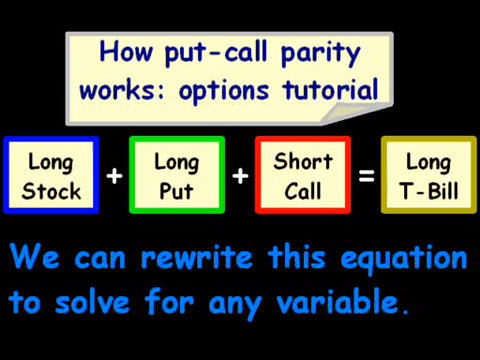 How put-call parity
works: options tutorial
Long Stock + Long Put + Short Call = Long T-Bill
We can rewrite this equation
to solve for any variable.